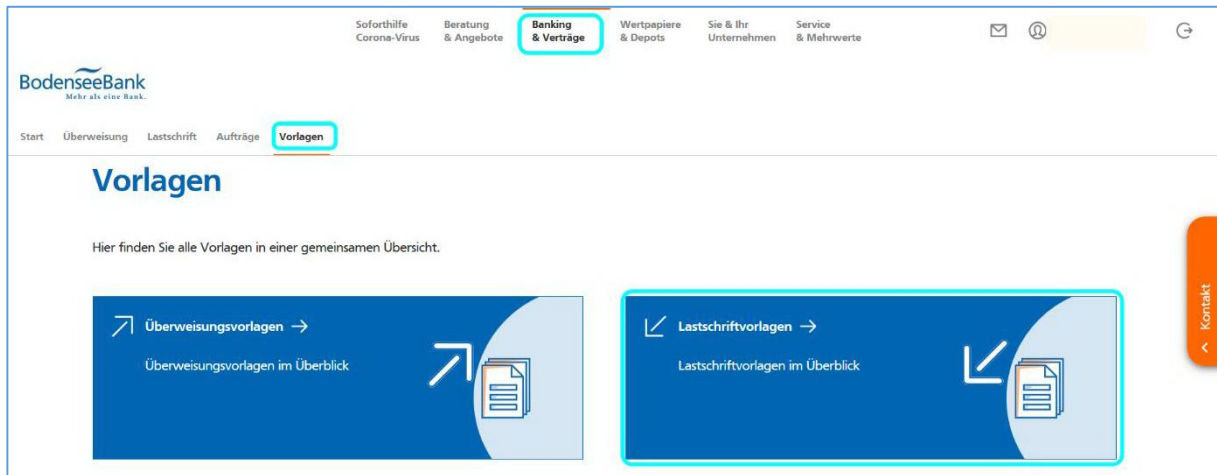 Soforthilfe
Corona-Virus
Beratung
& Angebote
Banking
& Verträge
Wertpapiere
& Depots
Sie & Ihr
Unternehmen
Service
& Mehrwerte
BodenseeBank
Mehr als eine Bank.
Start Überweisung Lastschrift Aufträge Vorlagen
Vorlagen
Hier finden Sie alle Vorlagen in einer gemeinsamen Übersicht.
Überweisungsvorlagen →
Überweisungsvorlagen im Überblick
Lastschriftvorlagen →
Lastschriftvorlagen im Überblick
Kontakt